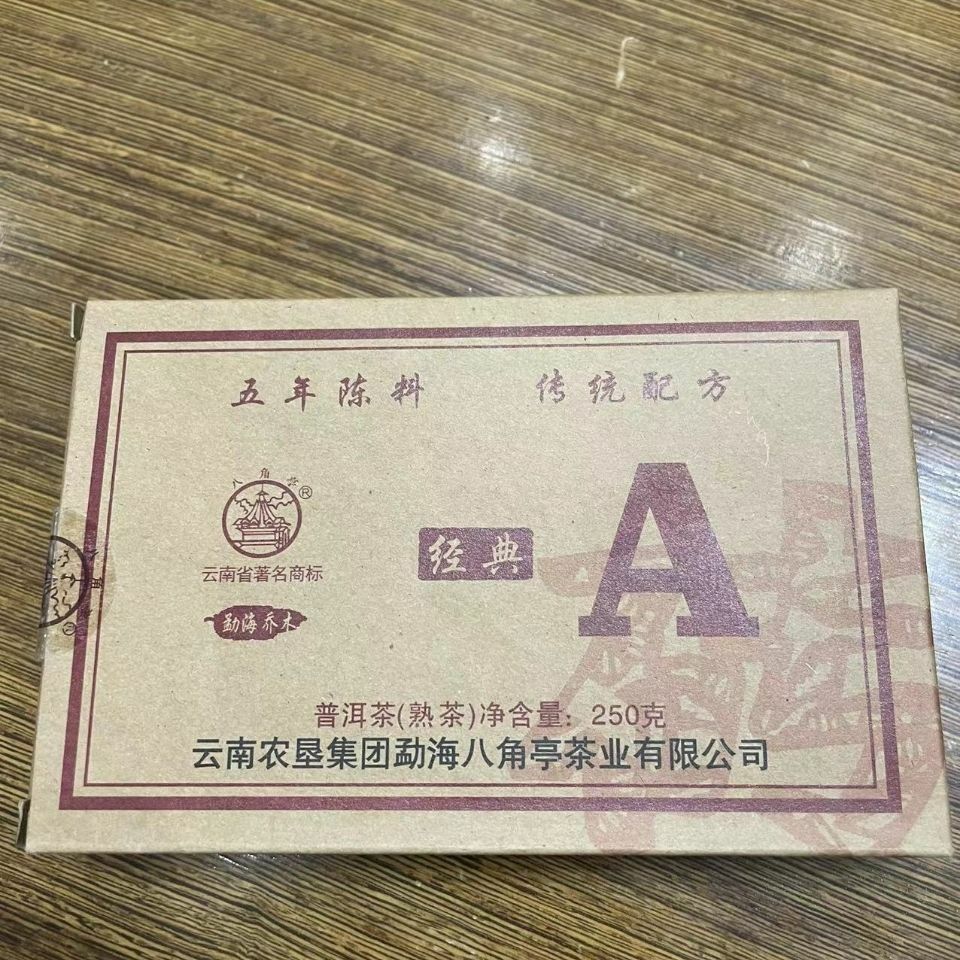 五年陈料 传统配方
八角亭®
云南省著名商标
勐海乔木
经典
A
普洱茶(熟茶)净含量：250克
云南农垦集团勐海八角亭茶业有限公司